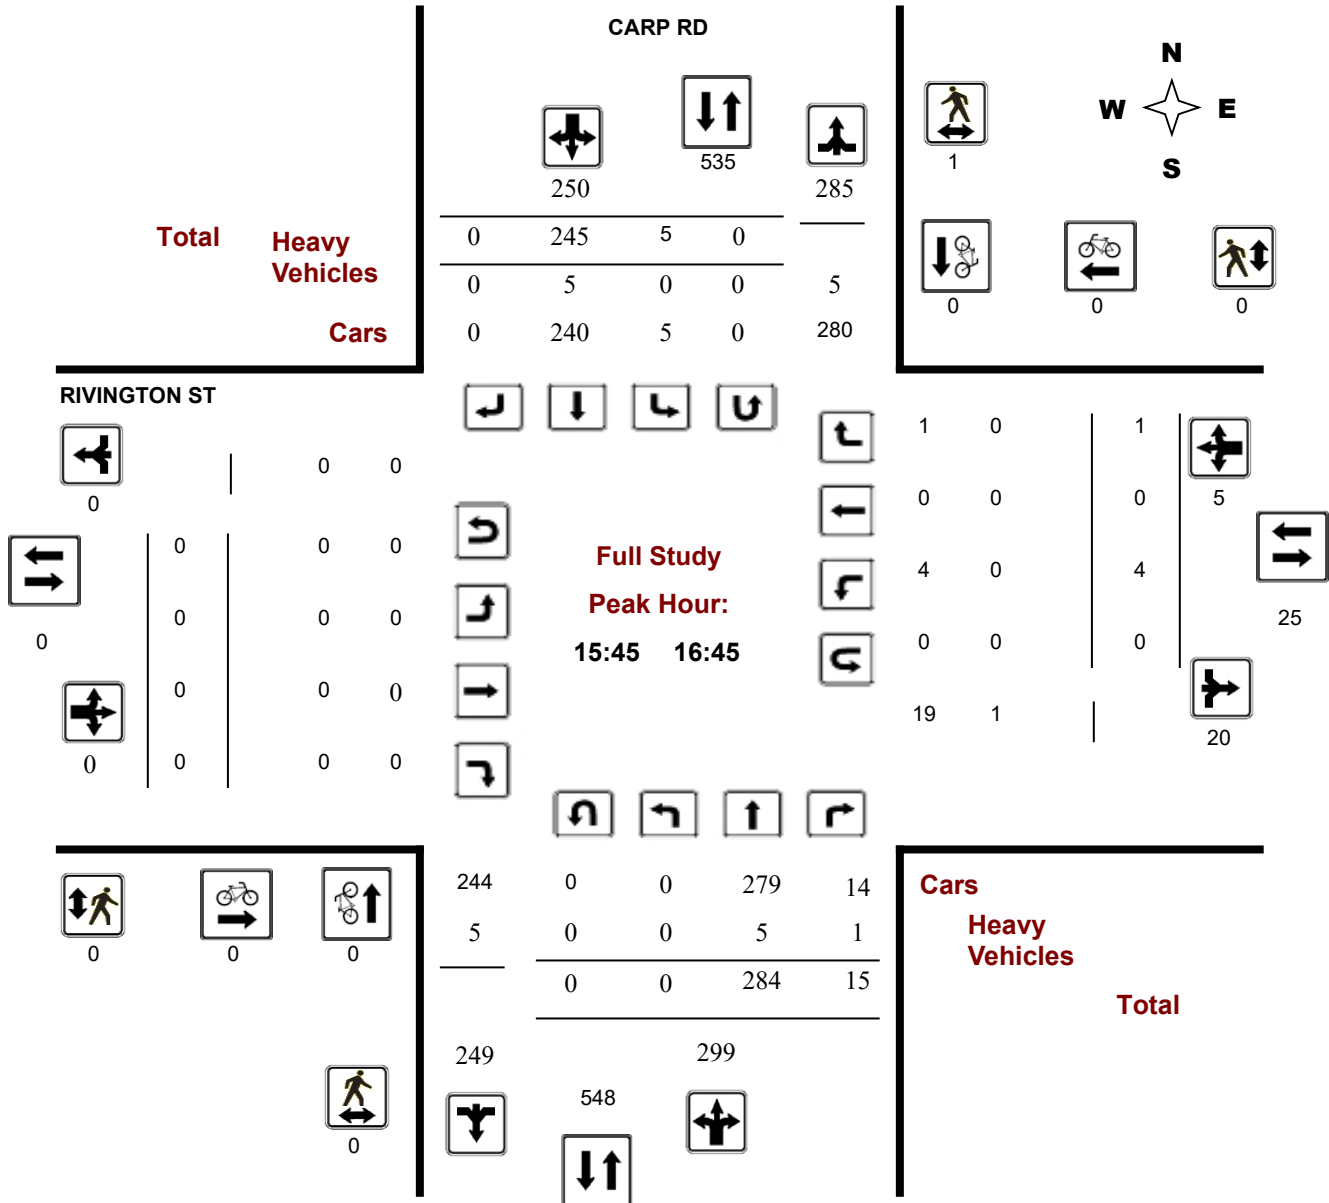 CARP RD
N
W E
S
535
1
250 285
Total Heavy Vehicles
0 245 5 0
0 5 0 0 5
0 0 0
Cars 0 240 5 0 280
RIVINGTON ST
1 0 1
0 0
0
0 0 0 5
0 0 0
Full Study
4 0 4
Peak Hour:
0 0 0
25
0
15:45 16:45
0 0 0
0 0 0
19 1
20
0 0 0 0
244 0 0 279 14 Cars
5 0 0 5 1 Heavy
Vehicles
0 0 0
0 0 284 15
Total
249 299
548
0